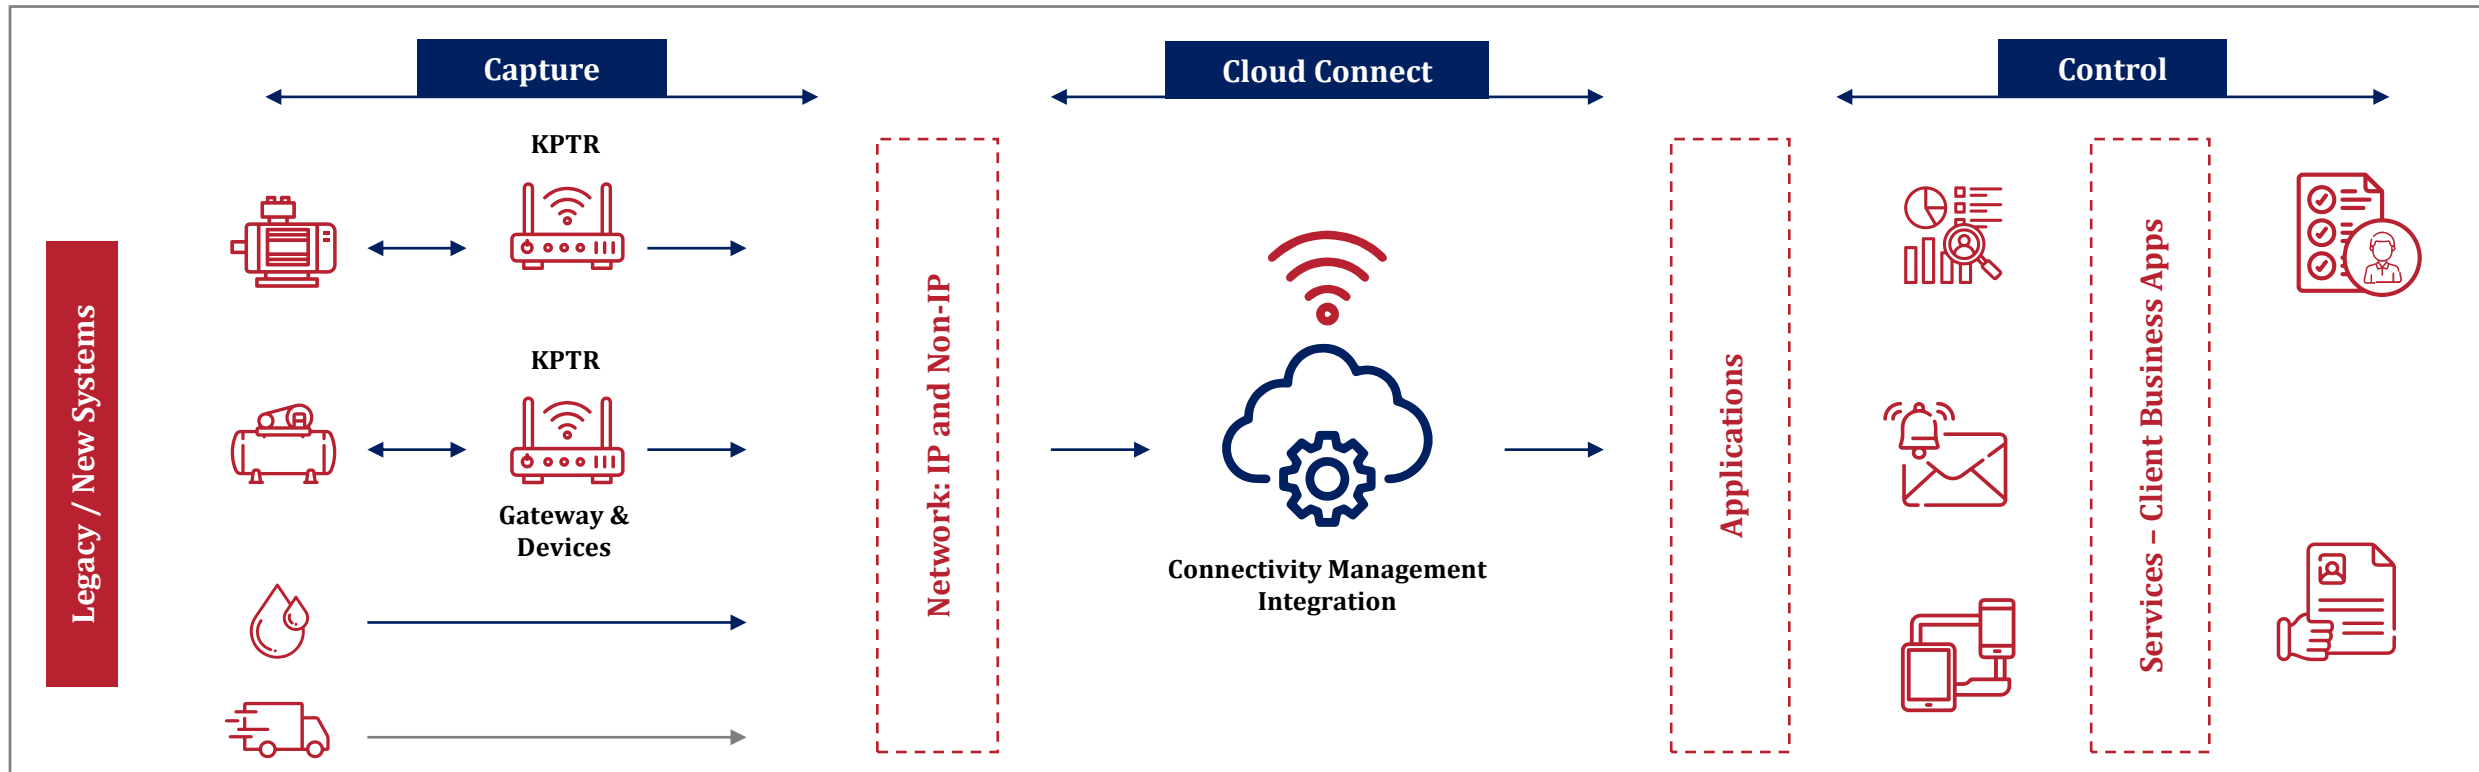 Capture
Cloud Connect
Control
KPTR
KPTR
Gateway &
Devices
Legacy / New Systems
Network: IP and Non-IP
Connectivity Management
Integration
Applications
Services – Client Business Apps